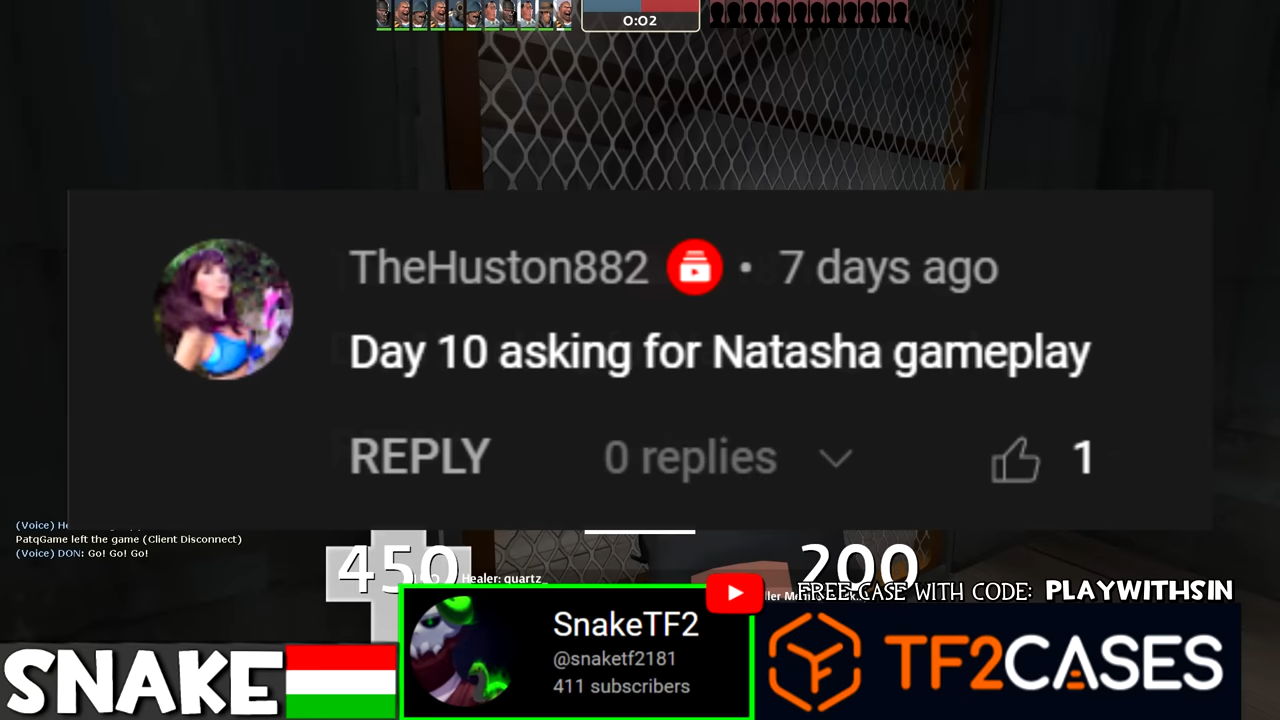 0:02
TheHuston882 • 7 days ago
Day 10 asking for Natasha gameplay
REPLY 0 replies 1
(Voice)
PatqGame left the game (Client Disconnect)
(Voice) DON: Go! Go! Go!
450 200
Healer: quartz_
FREE CASE WITH CODE: PLAYWITHSIN
SNAKE
SnakeTF2
@snaketf2181
411 subscribers
TF2CASES